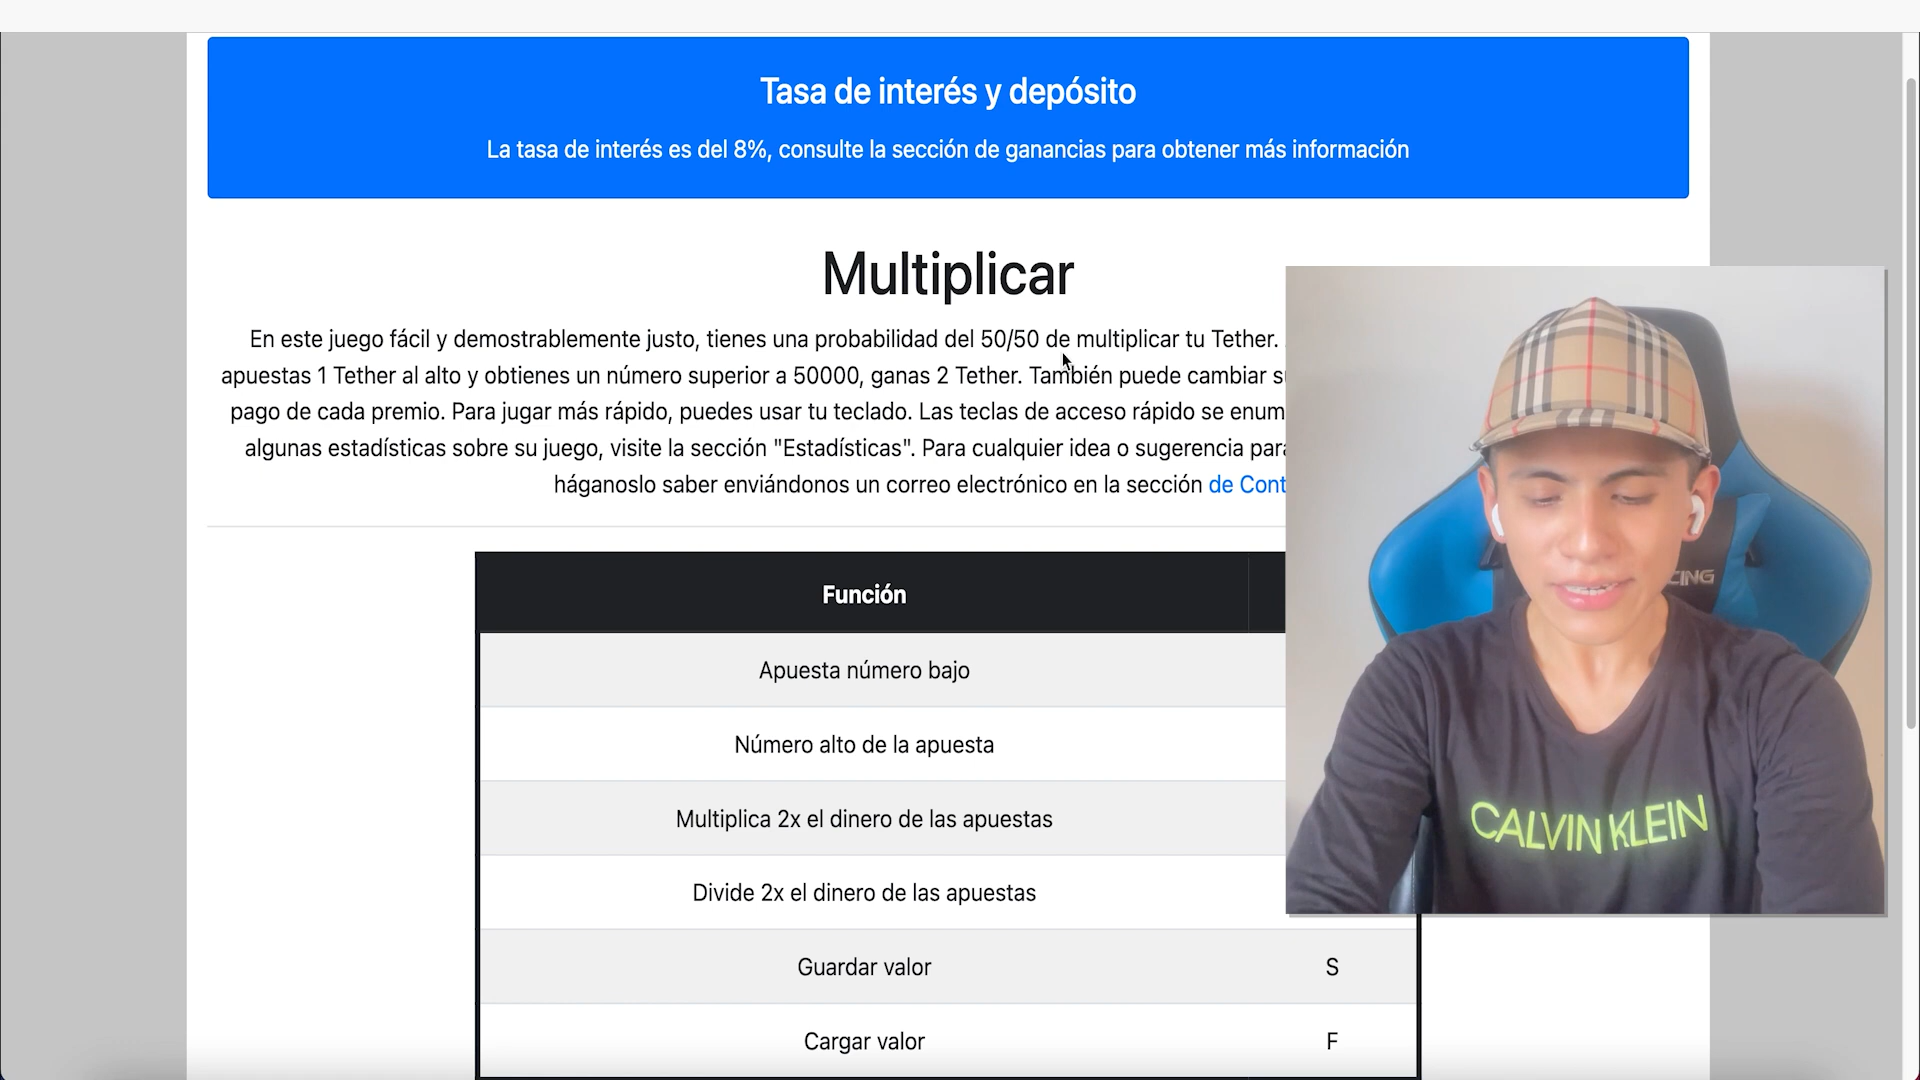 Tasa de interés y depósito
La tasa de interés es del 8%, consulte la sección de ganancias para obtener más información
Multiplicar
En este juego fácil y demostrablemente justo, tienes una probabilidad del 50/50 de multiplicar tu Tether.
apuestas 1 Tether al alto y obtienes un número superior a 50000, ganas 2 Tether. También puede cambiar
pago de cada premio. Para jugar más rápido, puedes usar tu teclado. Las teclas de acceso rápido se enum
algunas estadísticas sobre su juego, visite la sección "Estadísticas". Para cualquier idea o sugerencia
háganoslo saber enviándonos un correo electrónico en la sección de Cont
Función
Apuesta número bajo
Número alto de la apuesta
Multiplica 2x el dinero de las apuestas
Divide 2x el dinero de las apuestas
Guardar valor S
Cargar valor F
CING
CALVIN KLEIN